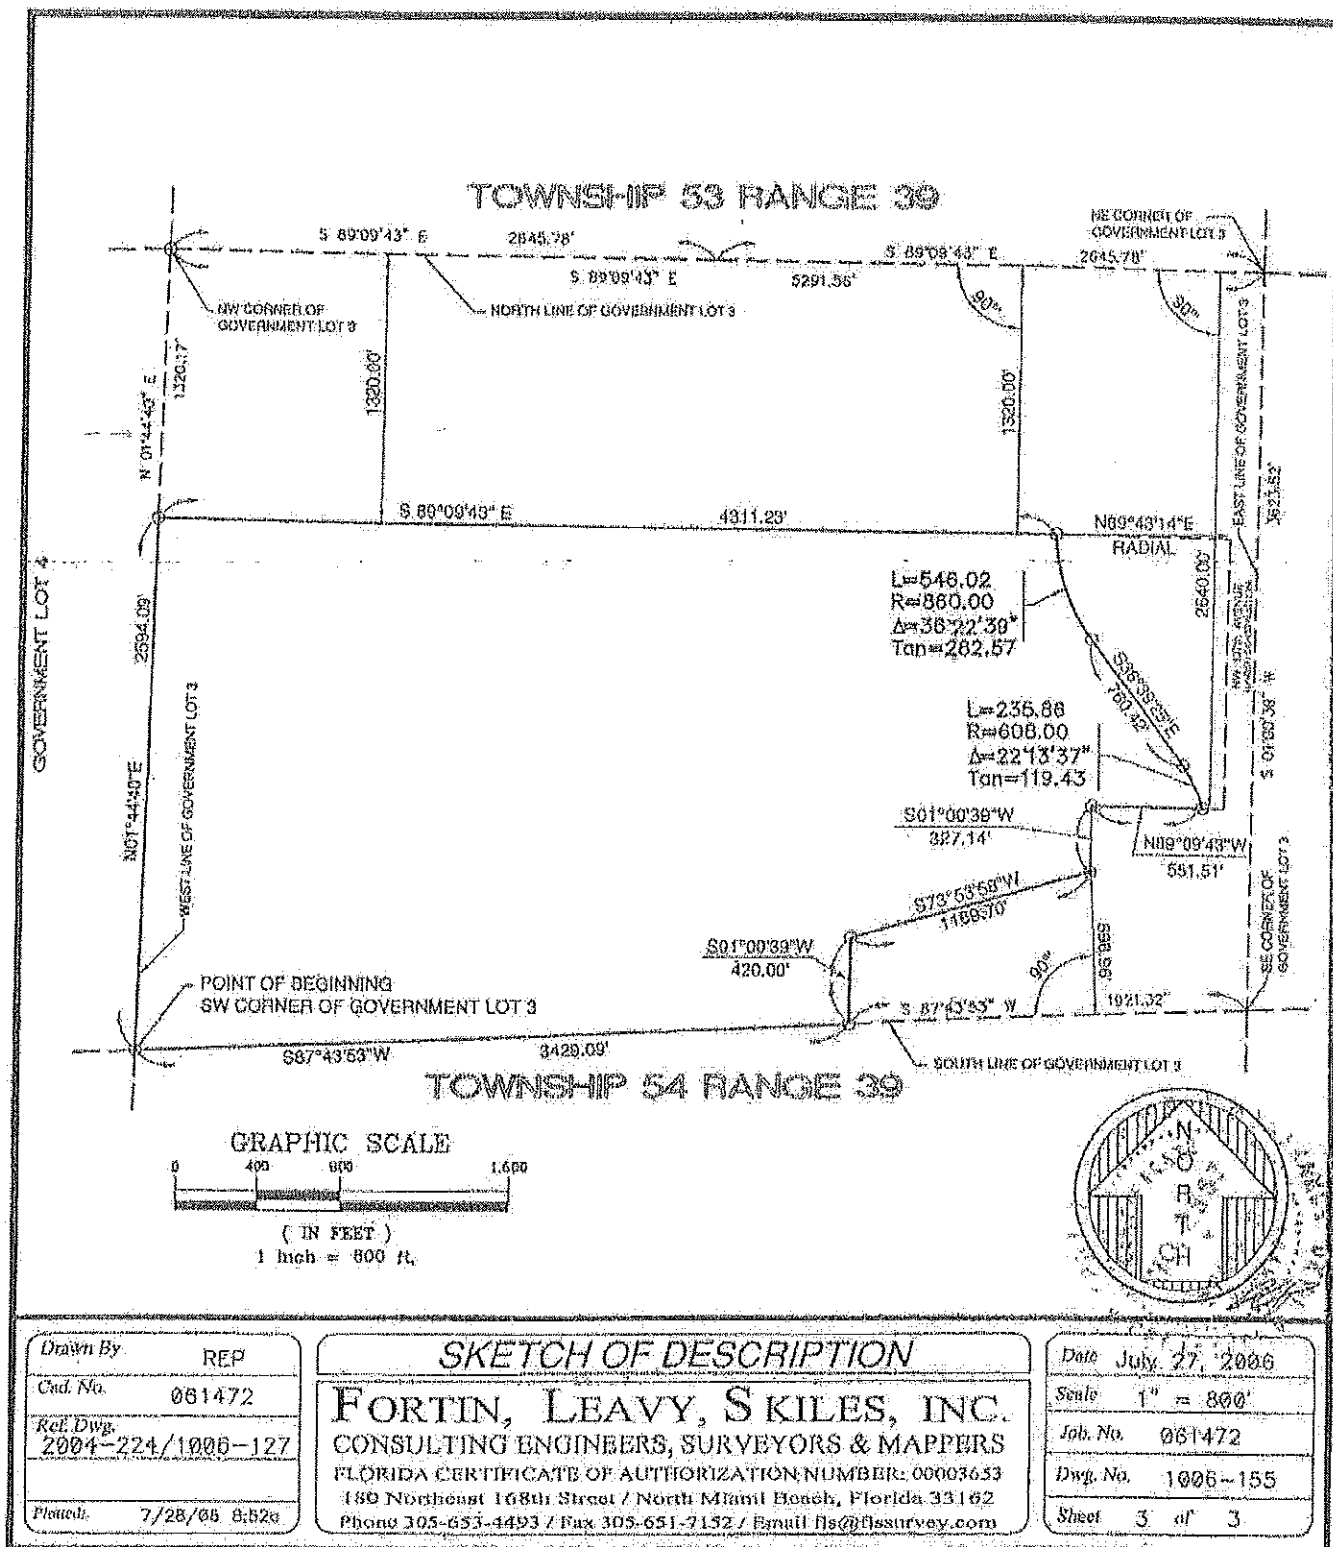 TOWNSHIP 53 RANGE 39
NE CORNER OF
GOVERNMENT LOT 3
S 89°09'43" E
2645.78'
S 89°09'43" E
2645.78'
S 89°09'43" E
5291.56'
NW CORNER OF
GOVERNMENT LOT 3
NORTH LINE OF GOVERNMENT LOT 3
90°
90°
N 01°44'40" E
1320.17'
1320.00'
1320.00'
EAST LINE OF GOVERNMENT LOT 3
S 89°09'43" E
4311.23'
N89°43'14"E
RADIAL
GOVERNMENT LOT 4
2594.09'
L=546.02
R=860.00
Δ=36°22'39"
Tan=282.57
2640.00'
NW 137th AVENUE
760.42'
L=235.86
R=608.00
Δ=22°13'37"
Tan=119.43
N01°44'40"E
WEST LINE OF GOVERNMENT LOT 3
S01°00'39"W
327.14'
N89°09'43"W
551.51'
S73°53'58"W
1169.70'
S01°00'39"W
420.00'
90°
SE CORNER OF
GOVERNMENT LOT 3
POINT OF BEGINNING
SW CORNER OF GOVERNMENT LOT 3
S 87°43'53" W
1921.32'
S87°43'53"W
3429.09'
SOUTH LINE OF GOVERNMENT LOT 3
TOWNSHIP 54 RANGE 39
GRAPHIC SCALE
0 400 800 1,600
( IN FEET )
1 inch = 800 ft.
NORTH
Drawn By REP
Cad. No. 061472
Ref. Dwg.
2004-224/1006-127
Plotted: 7/28/06 8:52a
SKETCH OF DESCRIPTION
FORTIN, LEAVY, SKILES, INC.
CONSULTING ENGINEERS, SURVEYORS & MAPPERS
FLORIDA CERTIFICATE OF AUTHORIZATION NUMBER: 00003653
180 Northeast 168th Street / North Miami Beach, Florida 33162
Phone 305-653-4493 / Fax 305-651-7152 / Email fls@flssurvey.com
Date July 27, 2006
Scale 1" = 800'
Job. No. 061472
Dwg. No. 1006-155
Sheet 3 of 3